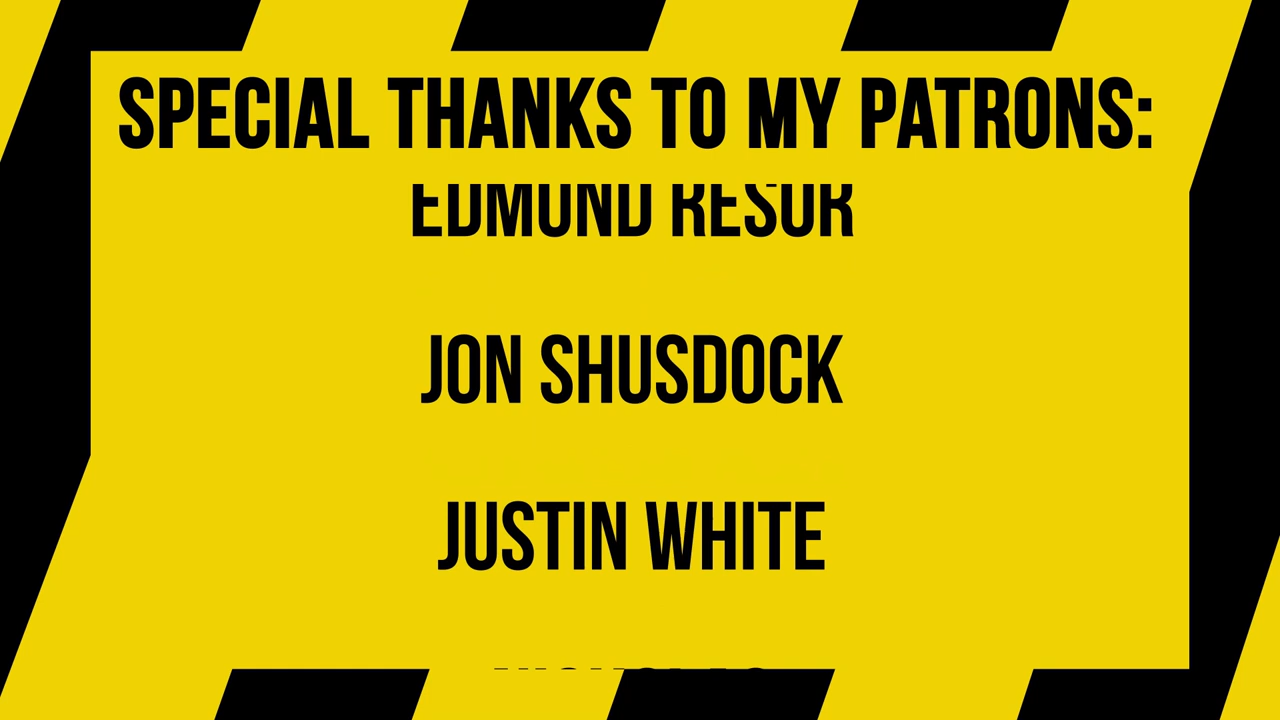 SPECIAL THANKS TO MY PATRONS:
EDMUND RESOR
JON SHUSDOCK
JUSTIN WHITE